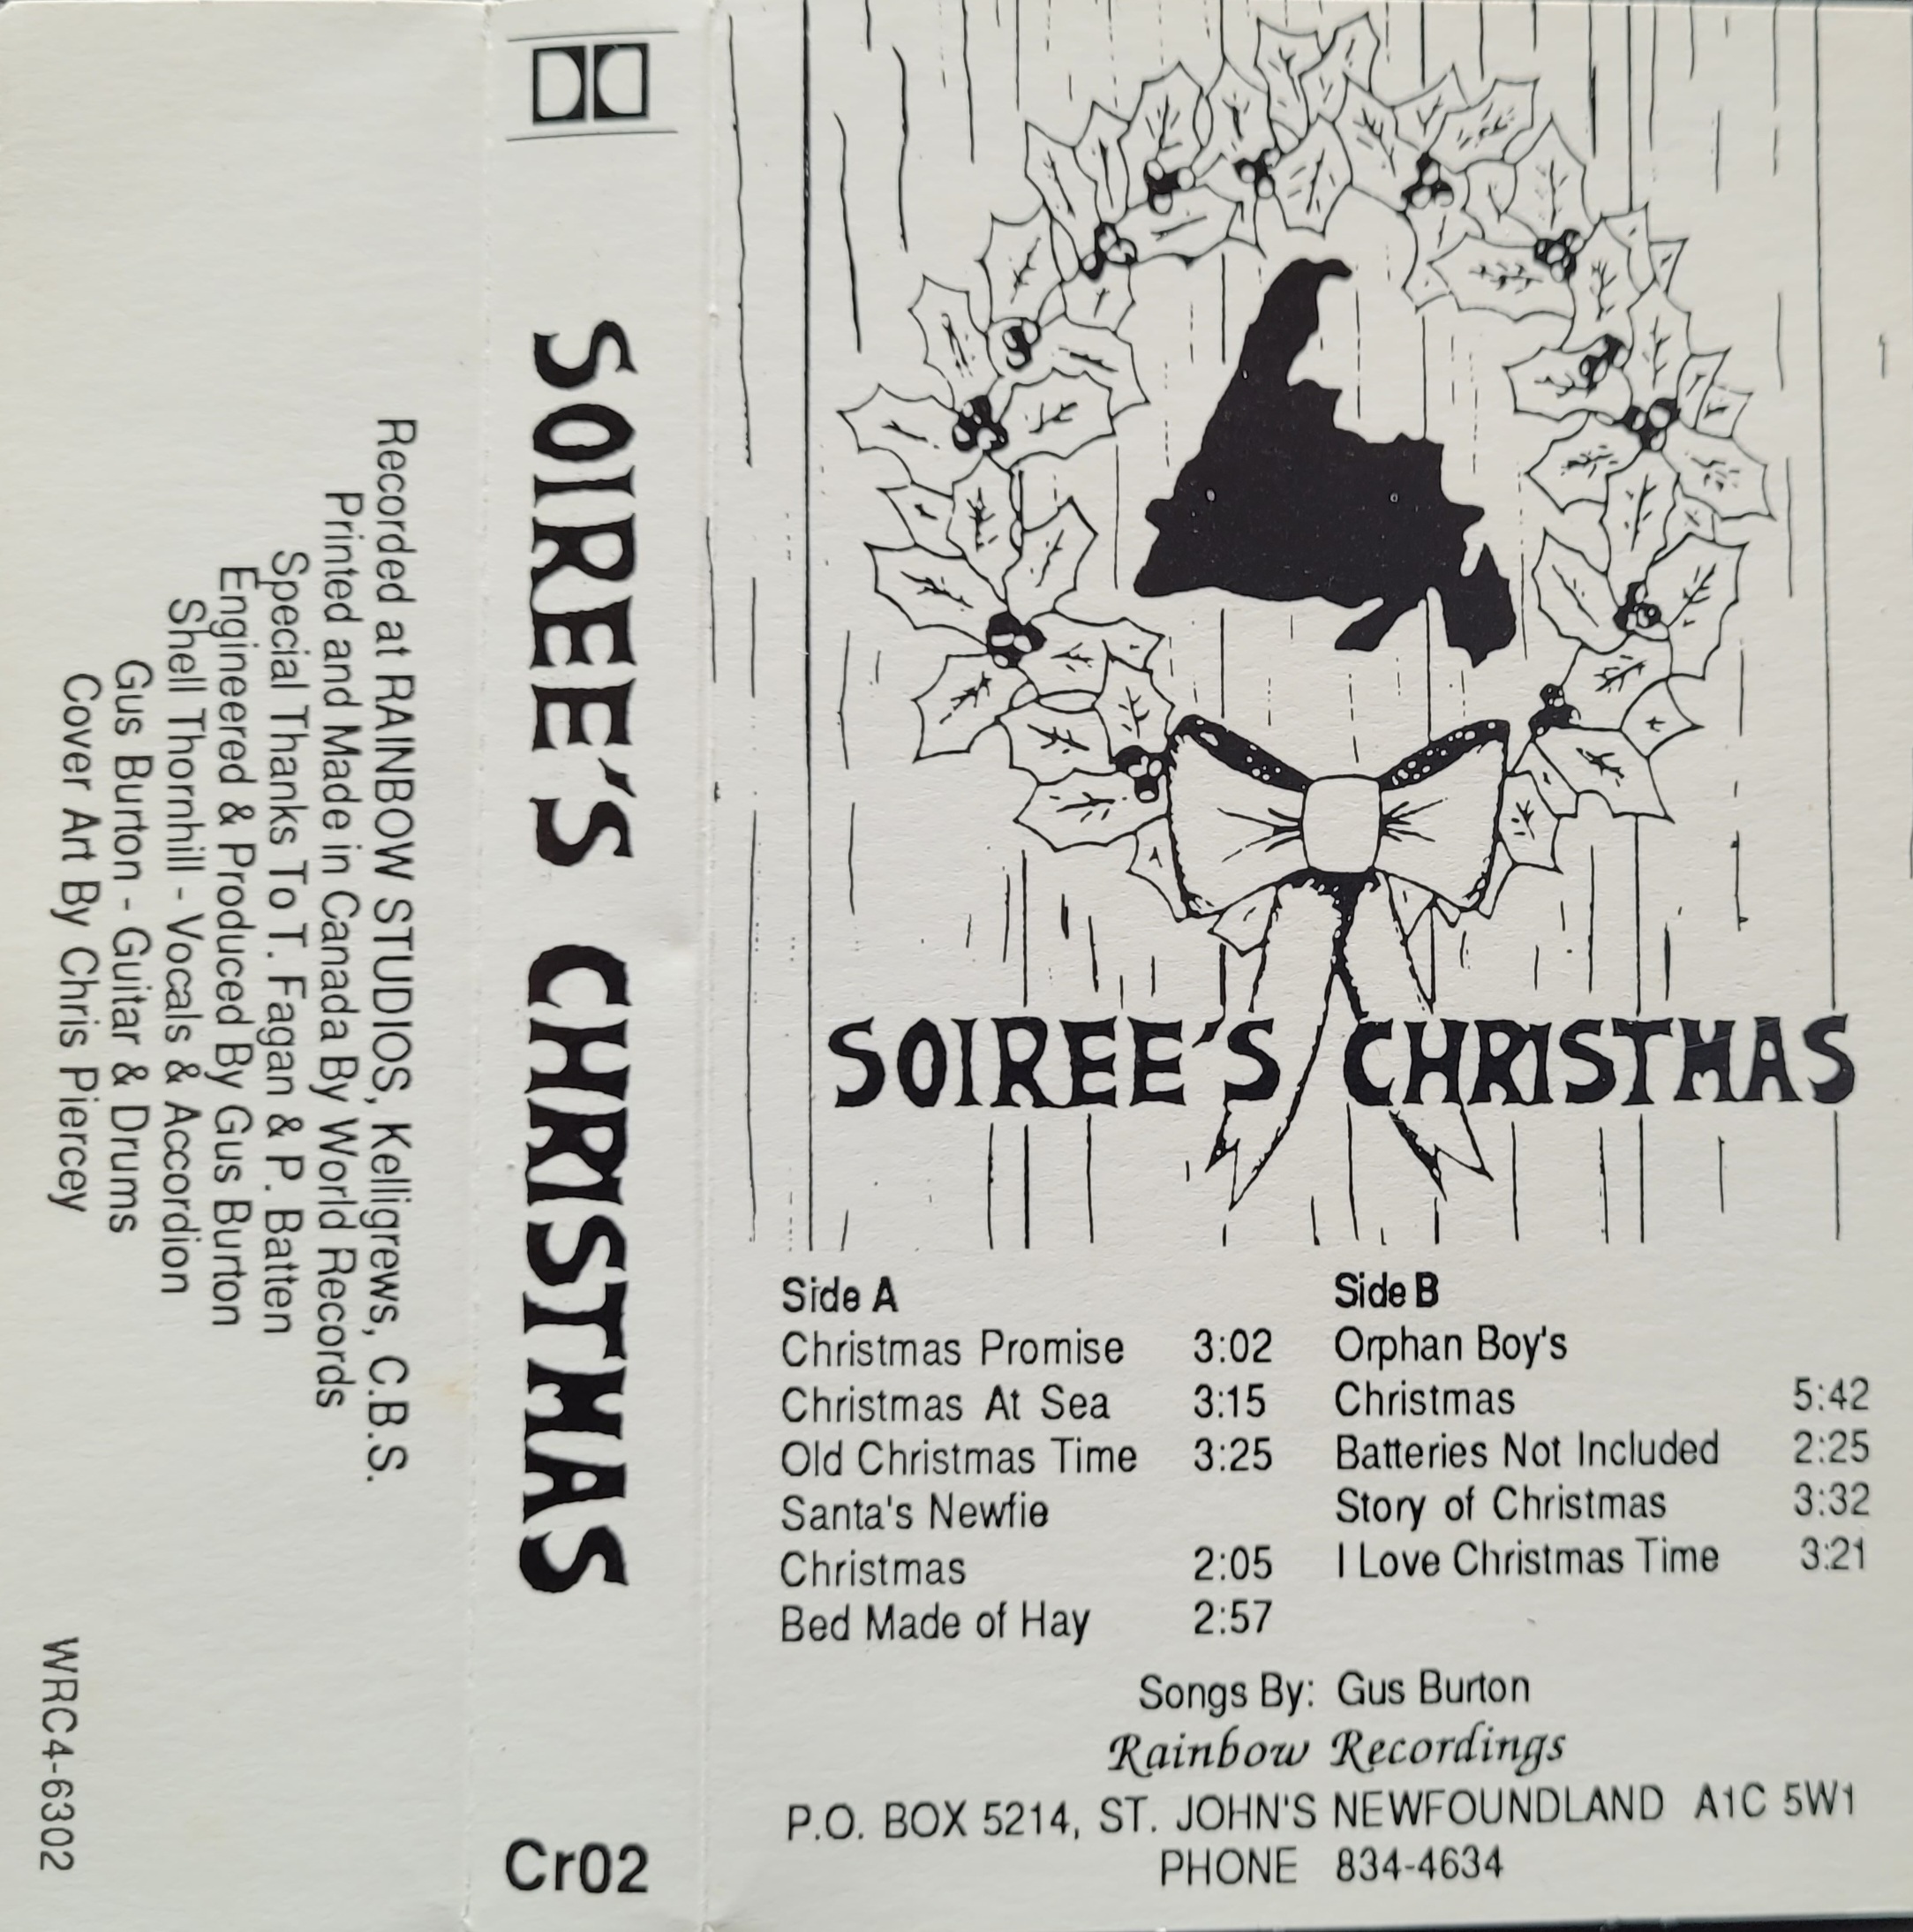 Recorded at RAINBOW STUDIOS, Kelligrews, C.B.S.
Printed and Made in Canada By World Records
Special Thanks To T. Fagan & P. Batten
Engineered & Produced By Gus Burton
Shell Thornhill - Vocals & Accordion
Gus Burton - Guitar & Drums
Cover Art By Chris Piercey
WRC4-6302
SOIREE'S CHRISTMAS
Cr02
SOIREE'S CHRISTMAS
Side A
Christmas Promise 3:02
Christmas At Sea 3:15
Old Christmas Time 3:25
Santa's Newfie
Christmas 2:05
Bed Made of Hay 2:57
Side B
Orphan Boy's
Christmas 5:42
Batteries Not Included 2:25
Story of Christmas 3:32
I Love Christmas Time 3:21
Songs By: Gus Burton
Rainbow Recordings
P.O. BOX 5214, ST. JOHN'S NEWFOUNDLAND A1C 5W1
PHONE 834-4634